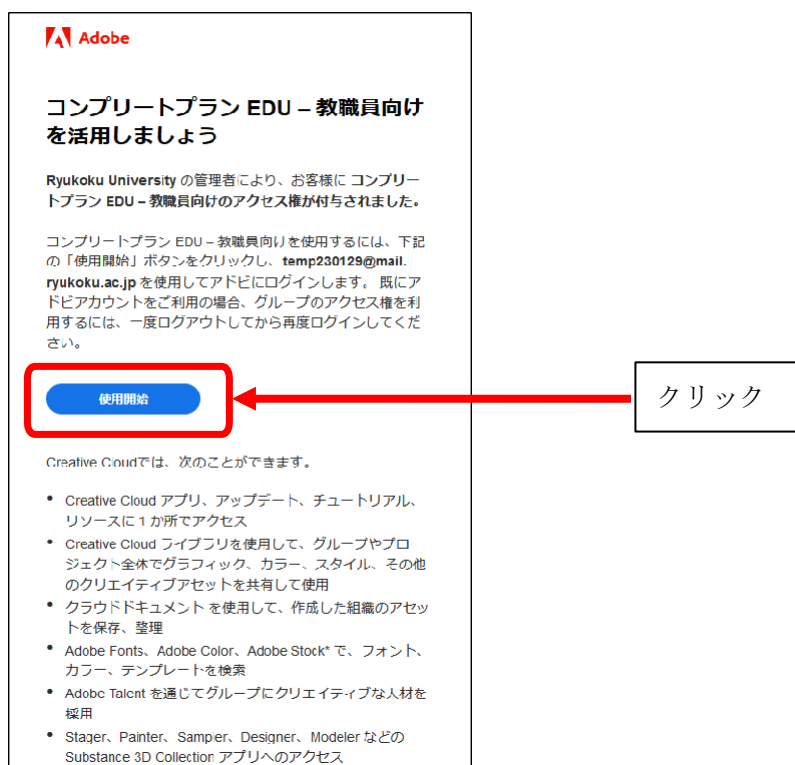 Adobe
コンプリートプラン EDU – 教職員向け
を活用しましょう
Ryukoku University の管理者により、お客様に コンプリー
トプラン EDU – 教職員向けのアクセス権が付与されました。
コンプリートプラン EDU – 教職員向けを使用するには、下記
の「使用開始」ボタンをクリックし、temp230129@mail.
ryukoku.ac.jp を使用してアドビにログインします。 既にア
ドビアカウントをご利用の場合、グループのアクセス権を利
用するには、一度ログアウトしてから再度ログインしてくだ
さい。
使用開始
クリック
Creative Cloudでは、次のことができます。
• Creative Cloud アプリ、アップデート、チュートリアル、
リソースに 1 か所でアクセス
• Creative Cloud ライブラリを使用して、グループやプロ
ジェクト全体でグラフィック、カラー、スタイル、その他
のクリエイティブアセットを共有して使用
• クラウドドキュメント を使用して、作成した組織のアセッ
トを保存、整理
• Adobe Fonts、Adobe Color、Adobe Stock* で、フォント、
カラー、テンプレートを検索
• Adobe Talent を通じてグループにクリエイティブな人材を
採用
• Stager、Painter、Sampler、Designer、Modeler などの
Substance 3D Collection アプリへのアクセス